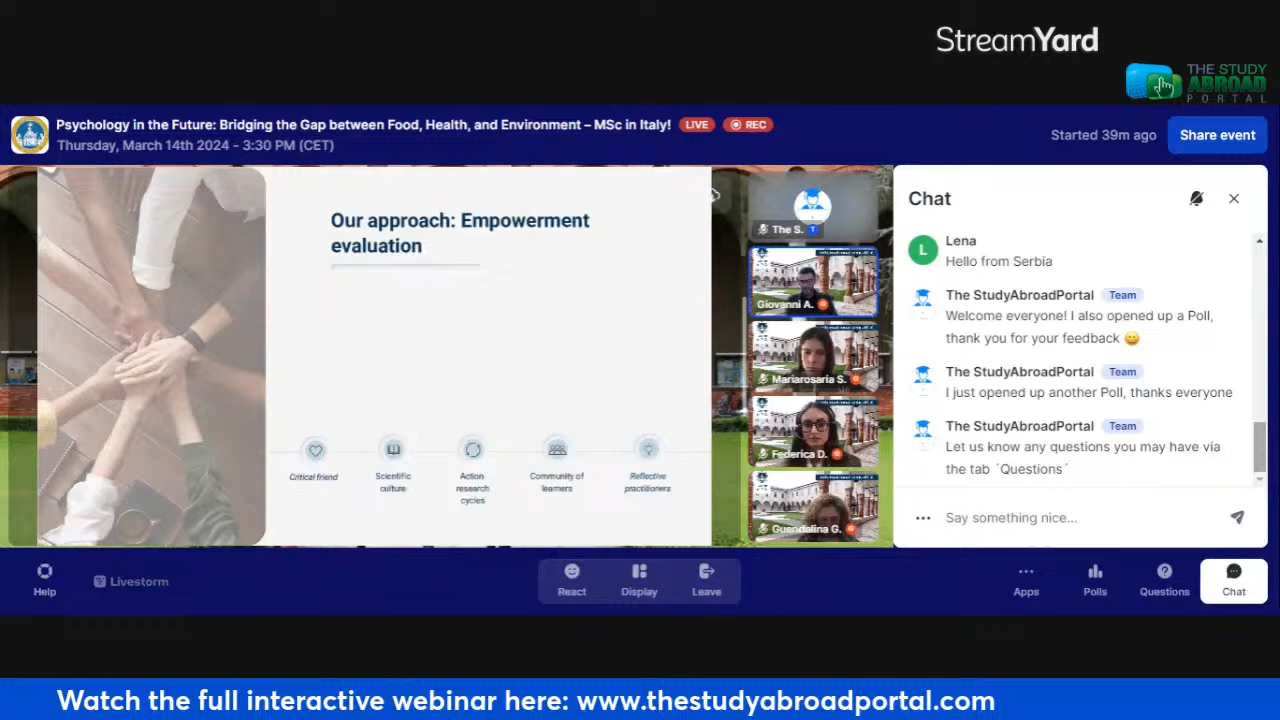 StreamYard
THE STUDY
ABROAD
PORTAL
Psychology in the Future: Bridging the Gap between Food, Health, and Environment – MSc in Italy! LIVE REC
Thursday, March 14th 2024 - 3:30 PM (CET)
Started 39m ago
Share event
Our approach: Empowerment
evaluation
Critical friend
Scientific
culture
Action
research
cycles
Community of
learners
Reflective
practitioners
The S. T
Giovanni A.
Mariarosaria S.
Federica D.
Guendalina G.
Chat
L
Lena
Hello from Serbia
The StudyAbroadPortal Team
Welcome everyone! I also opened up a Poll,
thank you for your feedback 😀
The StudyAbroadPortal Team
I just opened up another Poll, thanks everyone
The StudyAbroadPortal Team
Let us know any questions you may have via
the tab ´Questions´
Say something nice...
Help
Livestorm
React
Display
Leave
Apps
Polls
Questions
Chat
Watch the full interactive webinar here: www.thestudyabroadportal.com